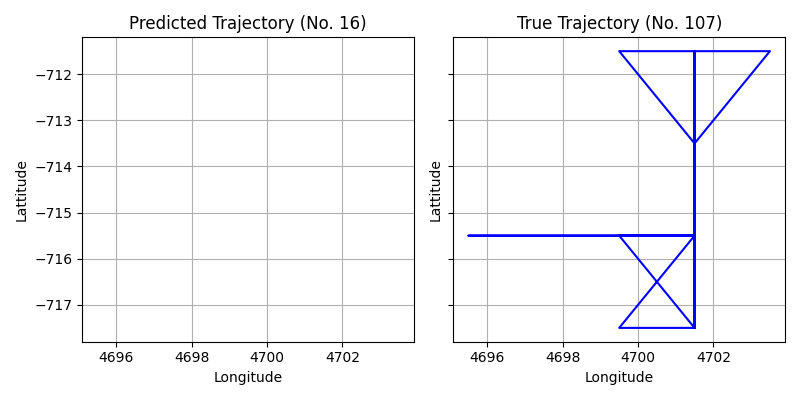 Predicted Trajectory (No. 16)
True Trajectory (No. 107)
Lattitude
−712
−713
−714
−715
−716
−717
4696
4698
4700
4702
Longitude
Lattitude
4696
4698
4700
4702
Longitude